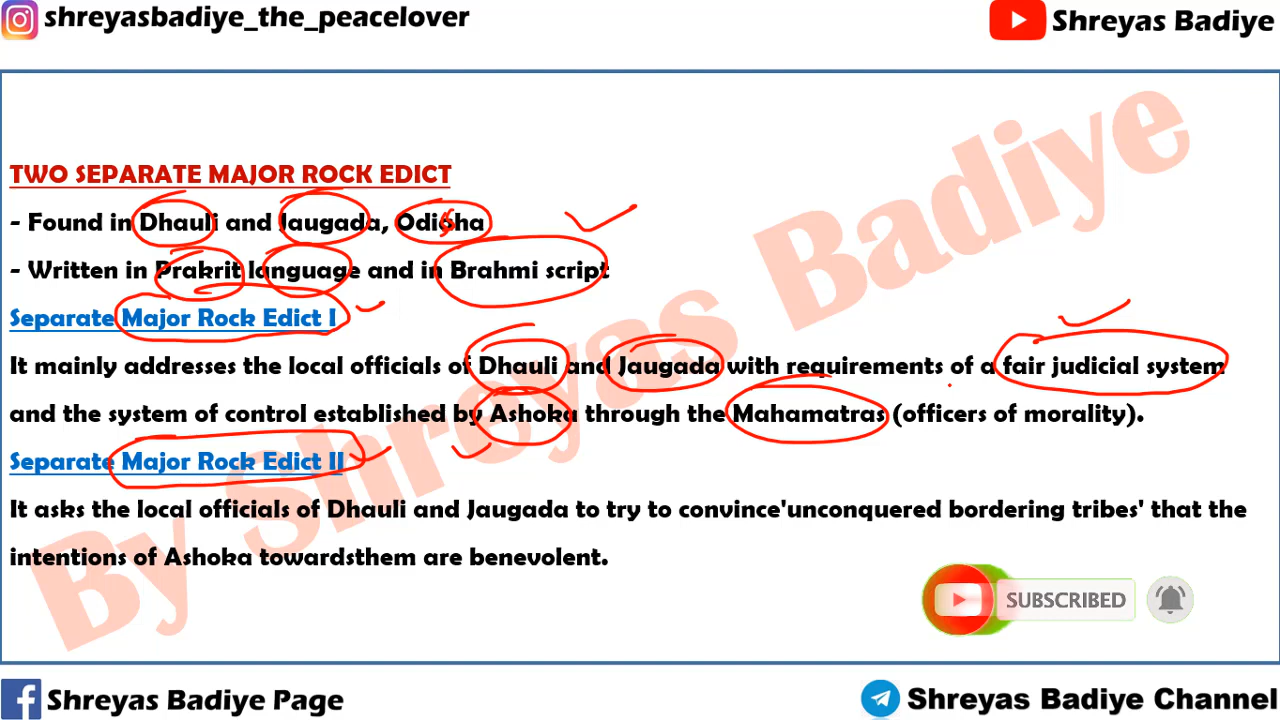 shreyasbadiye_the_peacelover
Shreyas Badiye
TWO SEPARATE MAJOR ROCK EDICT
- Found in Dhauli and Jaugada, Odisha
- Written in Prakrit language and in Brahmi script
Separate Major Rock Edict I
It mainly addresses the local officials of Dhauli and Jaugada with requirements of a fair judicial system
and the system of control established by Ashoka through the Mahamatras (officers of morality).
Separate Major Rock Edict II
It asks the local officials of Dhauli and Jaugada to try to convince'unconquered bordering tribes' that the
intentions of Ashoka towardsthem are benevolent.
By Shreyas Badiye
SUBSCRIBED
Shreyas Badiye Page
Shreyas Badiye Channel